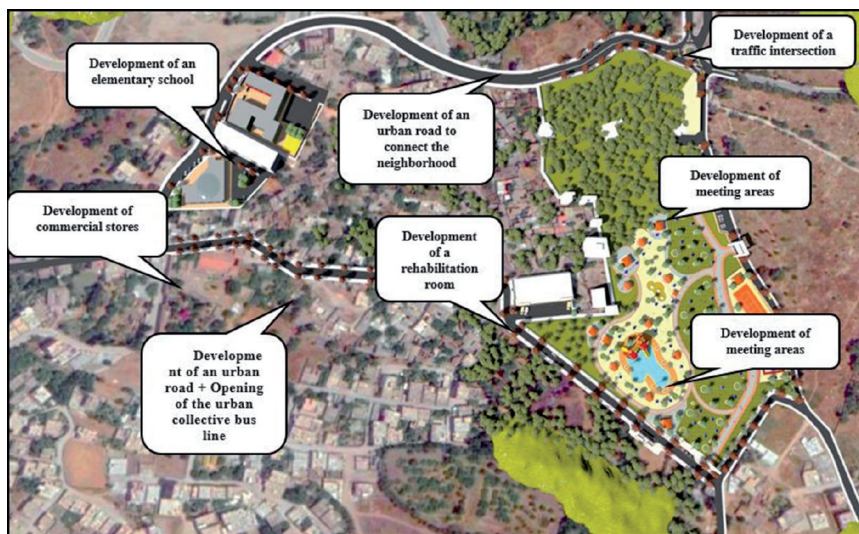 Development of an
elementary school
Development of a
traffic intersection
Development of an
urban road to
connect the
neighborhood
Development of
meeting areas
Development of
commercial stores
Development
of a
rehabilitation
room
Developme
nt of an urban
road + Opening
of the urban
collective bus
line
Development of
meeting areas